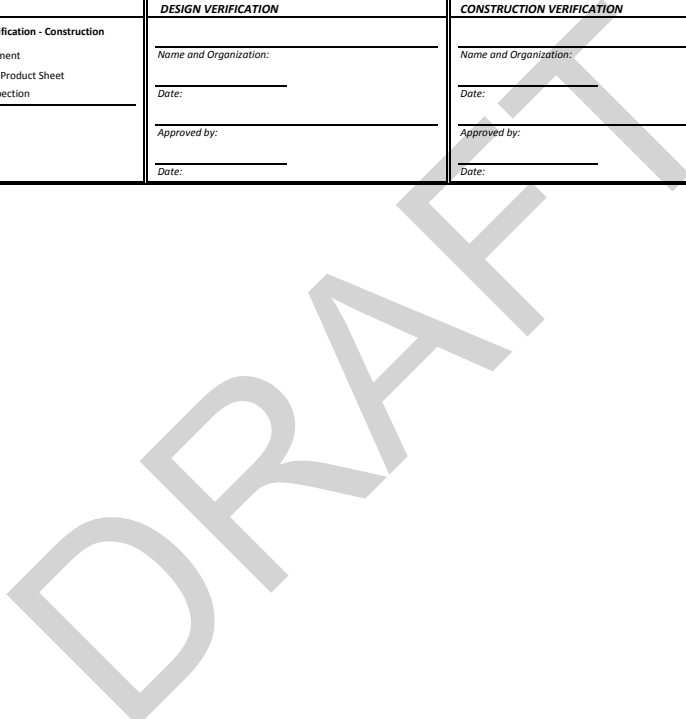 DESIGN VERIFICATION
CONSTRUCTION VERIFICATION
ification - Construction
ment
Product Sheet
pection
Name and Organization:
Date:
Approved by:
Date:
Name and Organization:
Date:
Approved by:
Date:
DRAFT